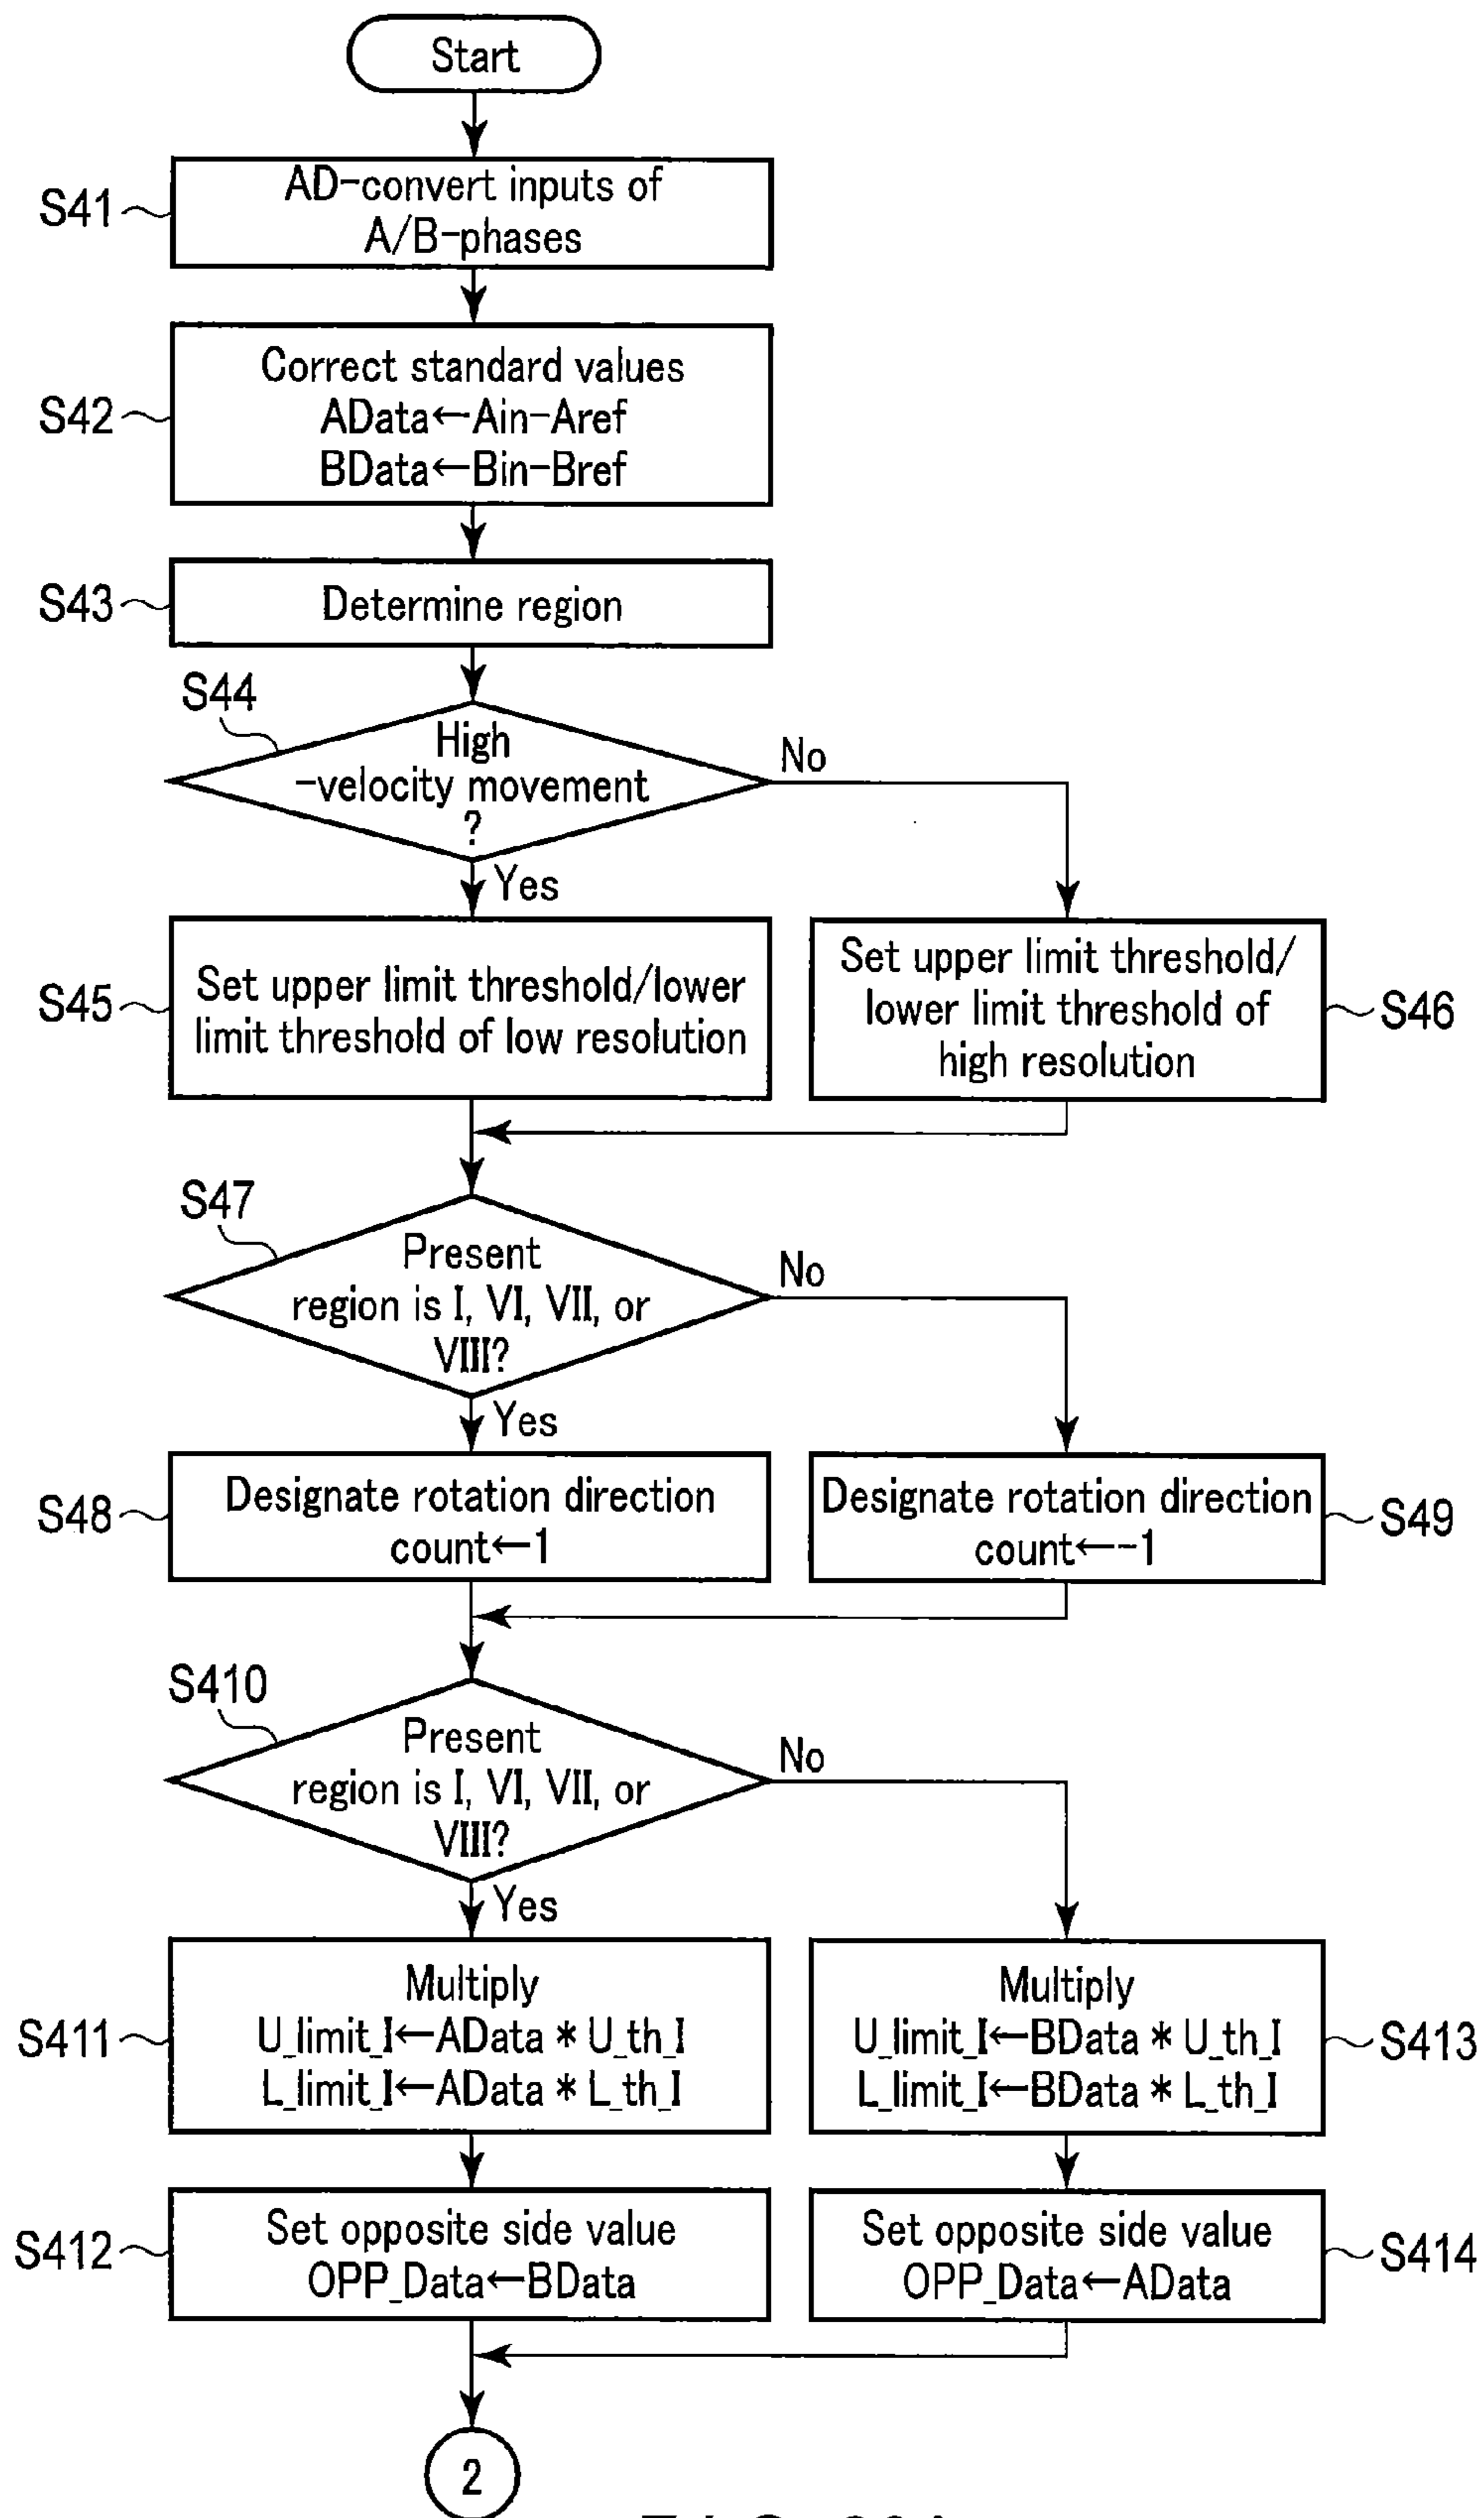 Start
S41
AD-convert inputs of
A/B-phases
S42
Correct standard values
AData←Ain-Aref
BData←Bin-Bref
S43
Determine region
S44
High
-velocity movement
?
No
Yes
S45
Set upper limit threshold/lower
limit threshold of low resolution
Set upper limit threshold/
lower limit threshold of
high resolution
S46
S47
Present
region is I, VI, VII, or
VIII?
No
Yes
S48
Designate rotation direction
count←1
Designate rotation direction
count←-1
S49
S410
Present
region is I, VI, VII, or
VIII?
No
Yes
S411
Multiply
U_limit_I←AData * U_th_I
L_limit_I←AData * L_th_I
Multiply
U_limit_I←BData * U_th_I
L_limit_I←BData * L_th_I
S413
S412
Set opposite side value
OPP_Data←BData
Set opposite side value
OPP_Data←AData
S414
2